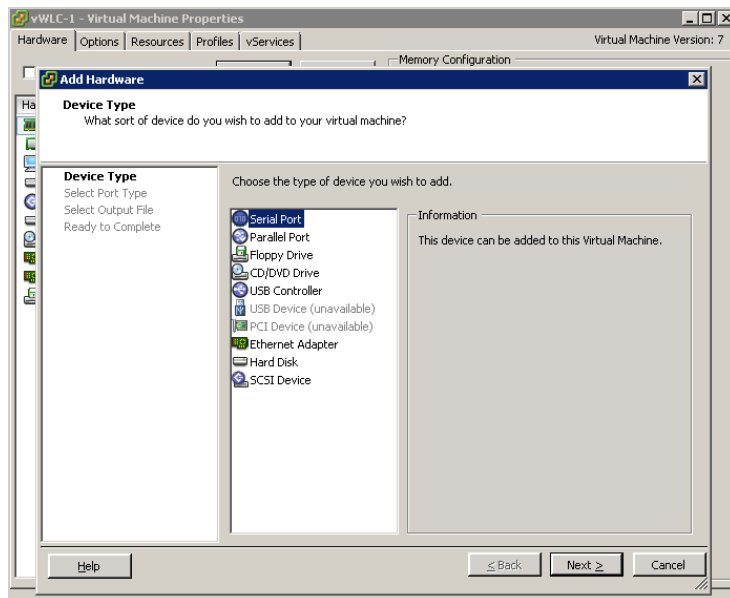 vWLC-1 - Virtual Machine Properties
Hardware Options Resources Profiles vServices Virtual Machine Version: 7
Memory Configuration
Add Hardware
Ha
Device Type
What sort of device do you wish to add to your virtual machine?
Device Type
Select Port Type
Select Output File
Ready to Complete
Choose the type of device you wish to add.
Serial Port
Parallel Port
Floppy Drive
CD/DVD Drive
USB Controller
USB Device (unavailable)
PCI Device (unavailable)
Ethernet Adapter
Hard Disk
SCSI Device
Information
This device can be added to this Virtual Machine.
Help
< Back
Next >
Cancel